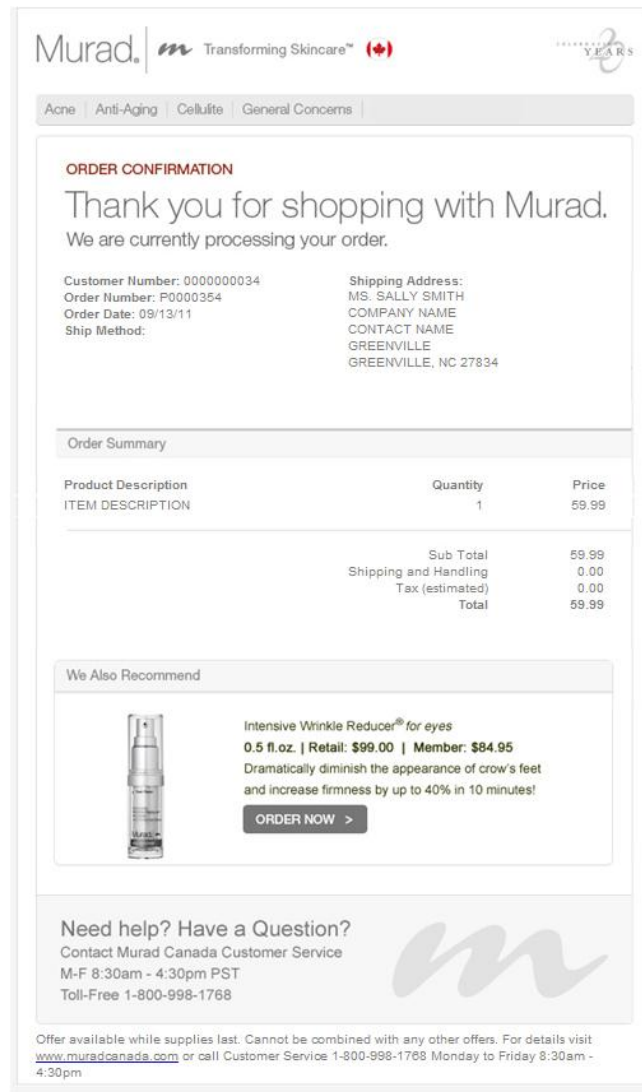 Murad. m Transforming Skincare™
20 YEARS
Acne | Anti-Aging | Cellulite | General Concerns |
ORDER CONFIRMATION
Thank you for shopping with Murad.
We are currently processing your order.
Customer Number: 0000000034
Order Number: P0000354
Order Date: 09/13/11
Ship Method:
Shipping Address:
MS. SALLY SMITH
COMPANY NAME
CONTACT NAME
GREENVILLE
GREENVILLE, NC 27834
Order Summary
Product Description Quantity Price
ITEM DESCRIPTION 1 59.99
Sub Total 59.99
Shipping and Handling 0.00
Tax (estimated) 0.00
Total 59.99
We Also Recommend
Murad.
Intensive Wrinkle Reducer® for eyes
0.5 fl.oz. | Retail: $99.00 | Member: $84.95
Dramatically diminish the appearance of crow's feet
and increase firmness by up to 40% in 10 minutes!
ORDER NOW >
Need help? Have a Question?
Contact Murad Canada Customer Service
M-F 8:30am - 4:30pm PST
Toll-Free 1-800-998-1768
m
Offer available while supplies last. Cannot be combined with any other offers. For details visit
www.muradcanada.com or call Customer Service 1-800-998-1768 Monday to Friday 8:30am -
4:30pm